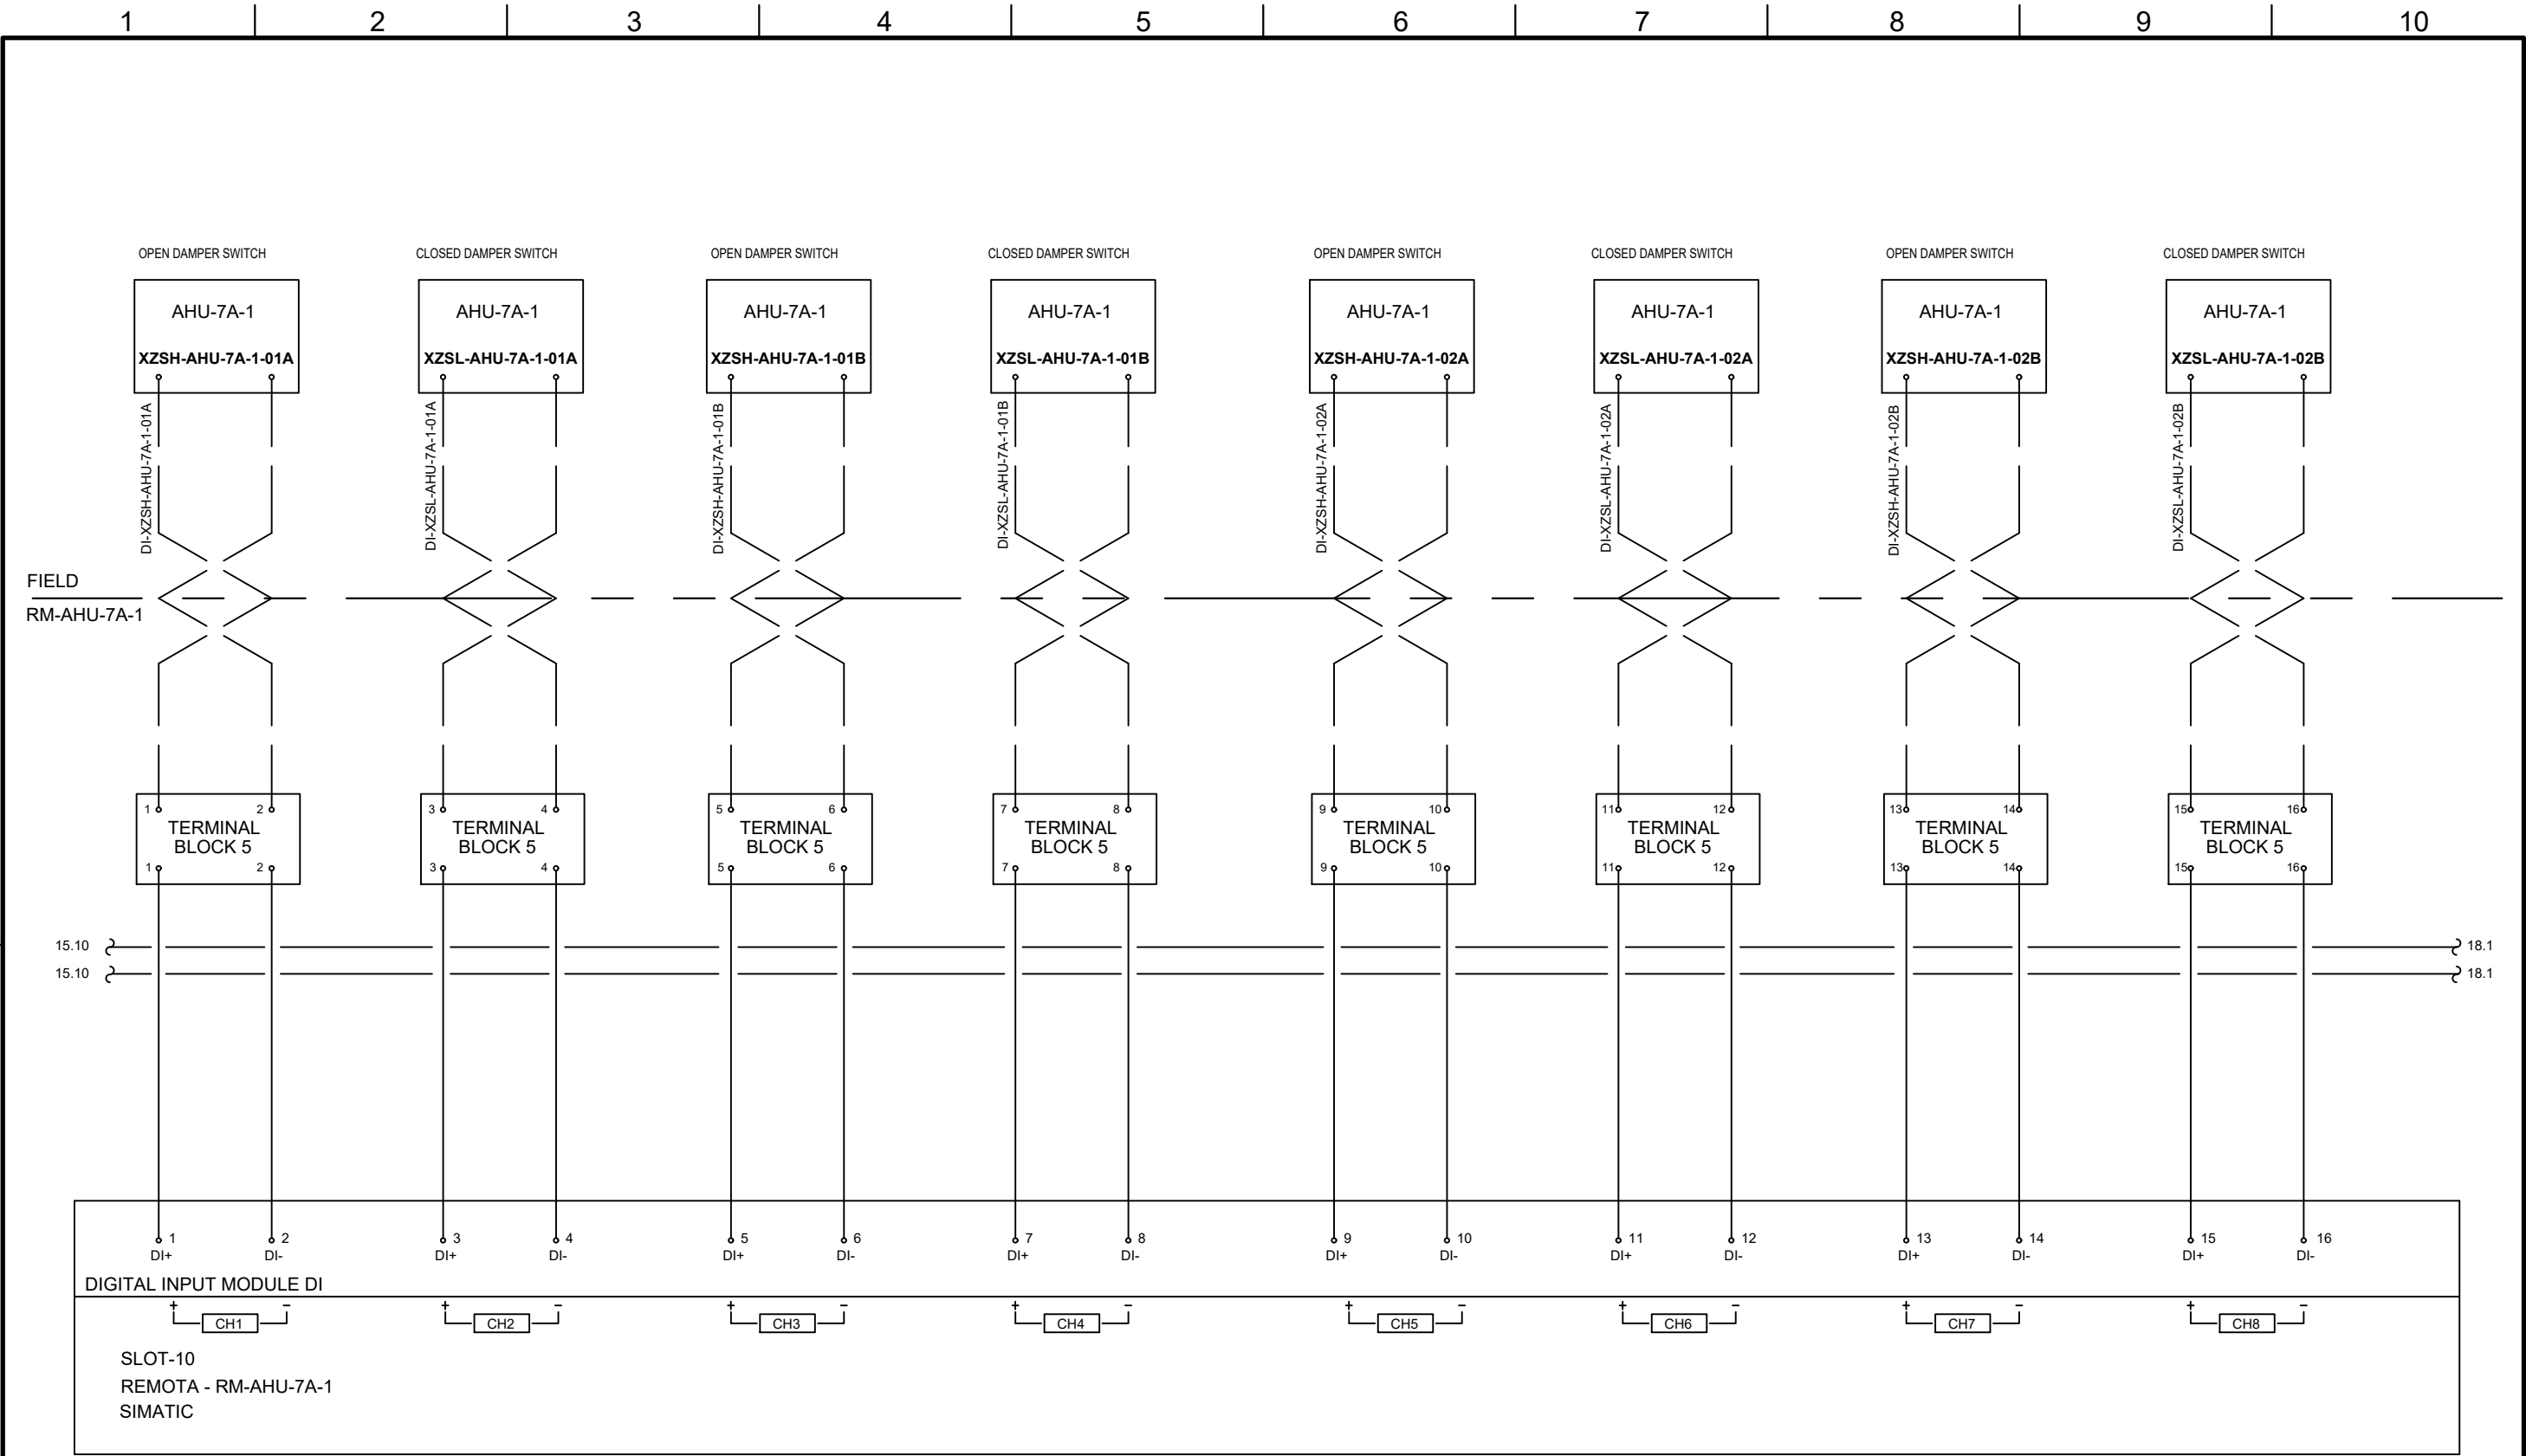 1 2 3 4 5 6 7 8 9 10
OPEN DAMPER SWITCH CLOSED DAMPER SWITCH OPEN DAMPER SWITCH CLOSED DAMPER SWITCH OPEN DAMPER SWITCH CLOSED DAMPER SWITCH OPEN DAMPER SWITCH CLOSED DAMPER SWITCH
AHU-7A-1 AHU-7A-1 AHU-7A-1 AHU-7A-1 AHU-7A-1 AHU-7A-1 AHU-7A-1 AHU-7A-1
XZSH-AHU-7A-1-01A XZSL-AHU-7A-1-01A XZSH-AHU-7A-1-01B XZSL-AHU-7A-1-01B XZSH-AHU-7A-1-02A XZSL-AHU-7A-1-02A XZSH-AHU-7A-1-02B XZSL-AHU-7A-1-02B
DI-XZSH-AHU-7A-1-01A
DI-XZSL-AHU-7A-1-01A
DI-XZSH-AHU-7A-1-01B
DI-XZSL-AHU-7A-1-01B
DI-XZSH-AHU-7A-1-02A
DI-XZSL-AHU-7A-1-02A
DI-XZSH-AHU-7A-1-02B
DI-XZSL-AHU-7A-1-02B
FIELD
RM-AHU-7A-1
1 2 3 4 5 6 7 8 9 10 11 12 13 14 15 16
TERMINAL TERMINAL TERMINAL TERMINAL TERMINAL TERMINAL TERMINAL TERMINAL
BLOCK 5 BLOCK 5 BLOCK 5 BLOCK 5 BLOCK 5 BLOCK 5 BLOCK 5 BLOCK 5
1 2 3 4 5 6 7 8 9 10 11 12 13 14 15 16
15.10 18.1
15.10 18.1
1 2 3 4 5 6 7 8 9 10 11 12 13 14 15 16
DI+ DI- DI+ DI- DI+ DI- DI+ DI- DI+ DI- DI+ DI- DI+ DI- DI+ DI-
DIGITAL INPUT MODULE DI
+ - + - + - + - + - + - + - + -
CH1 CH2 CH3 CH4 CH5 CH6 CH7 CH8
SLOT-10
REMOTA - RM-AHU-7A-1
SIMATIC